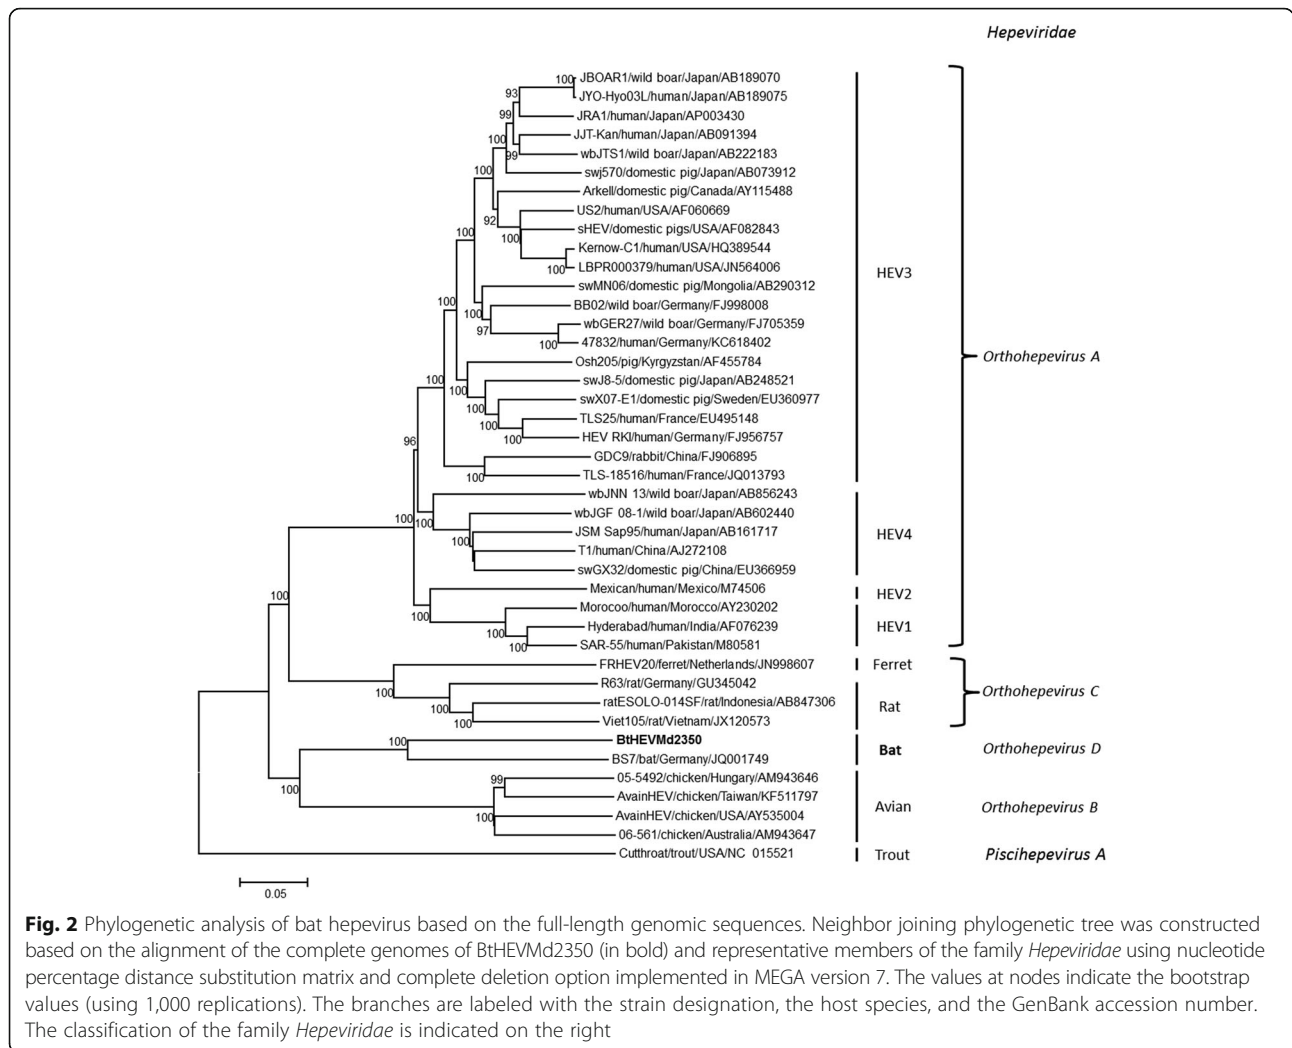 Hepeviridae
100
JBOAR1/wild boar/Japan/AB189070
93
JYO-Hyo03L/human/Japan/AB189075
99
JRA1/human/Japan/AP003430
100
JJT-Kan/human/Japan/AB091394
99
wbJTS1/wild boar/Japan/AB222183
100
swj570/domestic pig/Japan/AB073912
Arkell/domestic pig/Canada/AY115488
92
US2/human/USA/AF060669
100
sHEV/domestic pigs/USA/AF082843
100
Kernow-C1/human/USA/HQ389544
100
LBPR000379/human/USA/JN564006
HEV3
swMN06/domestic pig/Mongolia/AB290312
100
100
BB02/wild boar/Germany/FJ998008
97
wbGER27/wild boar/Germany/FJ705359
100
47832/human/Germany/KC618402
Orthohepevirus A
Osh205/pig/Kyrgyzstan/AF455784
100
100
swJ8-5/domestic pig/Japan/AB248521
100
swX07-E1/domestic pig/Sweden/EU360977
100
TLS25/human/France/EU495148
100
HEV RKI/human/Germany/FJ956757
96
GDC9/rabbit/China/FJ906895
100
TLS-18516/human/France/JQ013793
wbJNN 13/wild boar/Japan/AB856243
100
100
wbJGF 08-1/wild boar/Japan/AB602440
100
JSM Sap95/human/Japan/AB161717
HEV4
T1/human/China/AJ272108
swGX32/domestic pig/China/EU366959
Mexican/human/Mexico/M74506
HEV2
100
100
Morocoo/human/Morocco/AY230202
100
Hyderabad/human/India/AF076239
HEV1
100
SAR-55/human/Pakistan/M80581
FRHEV20/ferret/Netherlands/JN998607
Ferret
100
R63/rat/Germany/GU345042
Orthohepevirus C
100
ratESOLO-014SF/rat/Indonesia/AB847306
Rat
100
Viet105/rat/Vietnam/JX120573
100
BtHEVMd2350
Bat
Orthohepevirus D
BS7/bat/Germany/JQ001749
100
99
05-5492/chicken/Hungary/AM943646
AvainHEV/chicken/Taiwan/KF511797
Avian
Orthohepevirus B
100
AvainHEV/chicken/USA/AY535004
06-561/chicken/Australia/AM943647
Cutthroat/trout/USA/NC 015521
Trout
Piscihepevirus A
0.05
Fig. 2 Phylogenetic analysis of bat hepevirus based on the full-length genomic sequences. Neighbor joining phylogenetic tree was constructed
based on the alignment of the complete genomes of BtHEVMd2350 (in bold) and representative members of the family Hepeviridae using nucleotide
percentage distance substitution matrix and complete deletion option implemented in MEGA version 7. The values at nodes indicate the bootstrap
values (using 1,000 replications). The branches are labeled with the strain designation, the host species, and the GenBank accession number.
The classification of the family Hepeviridae is indicated on the right